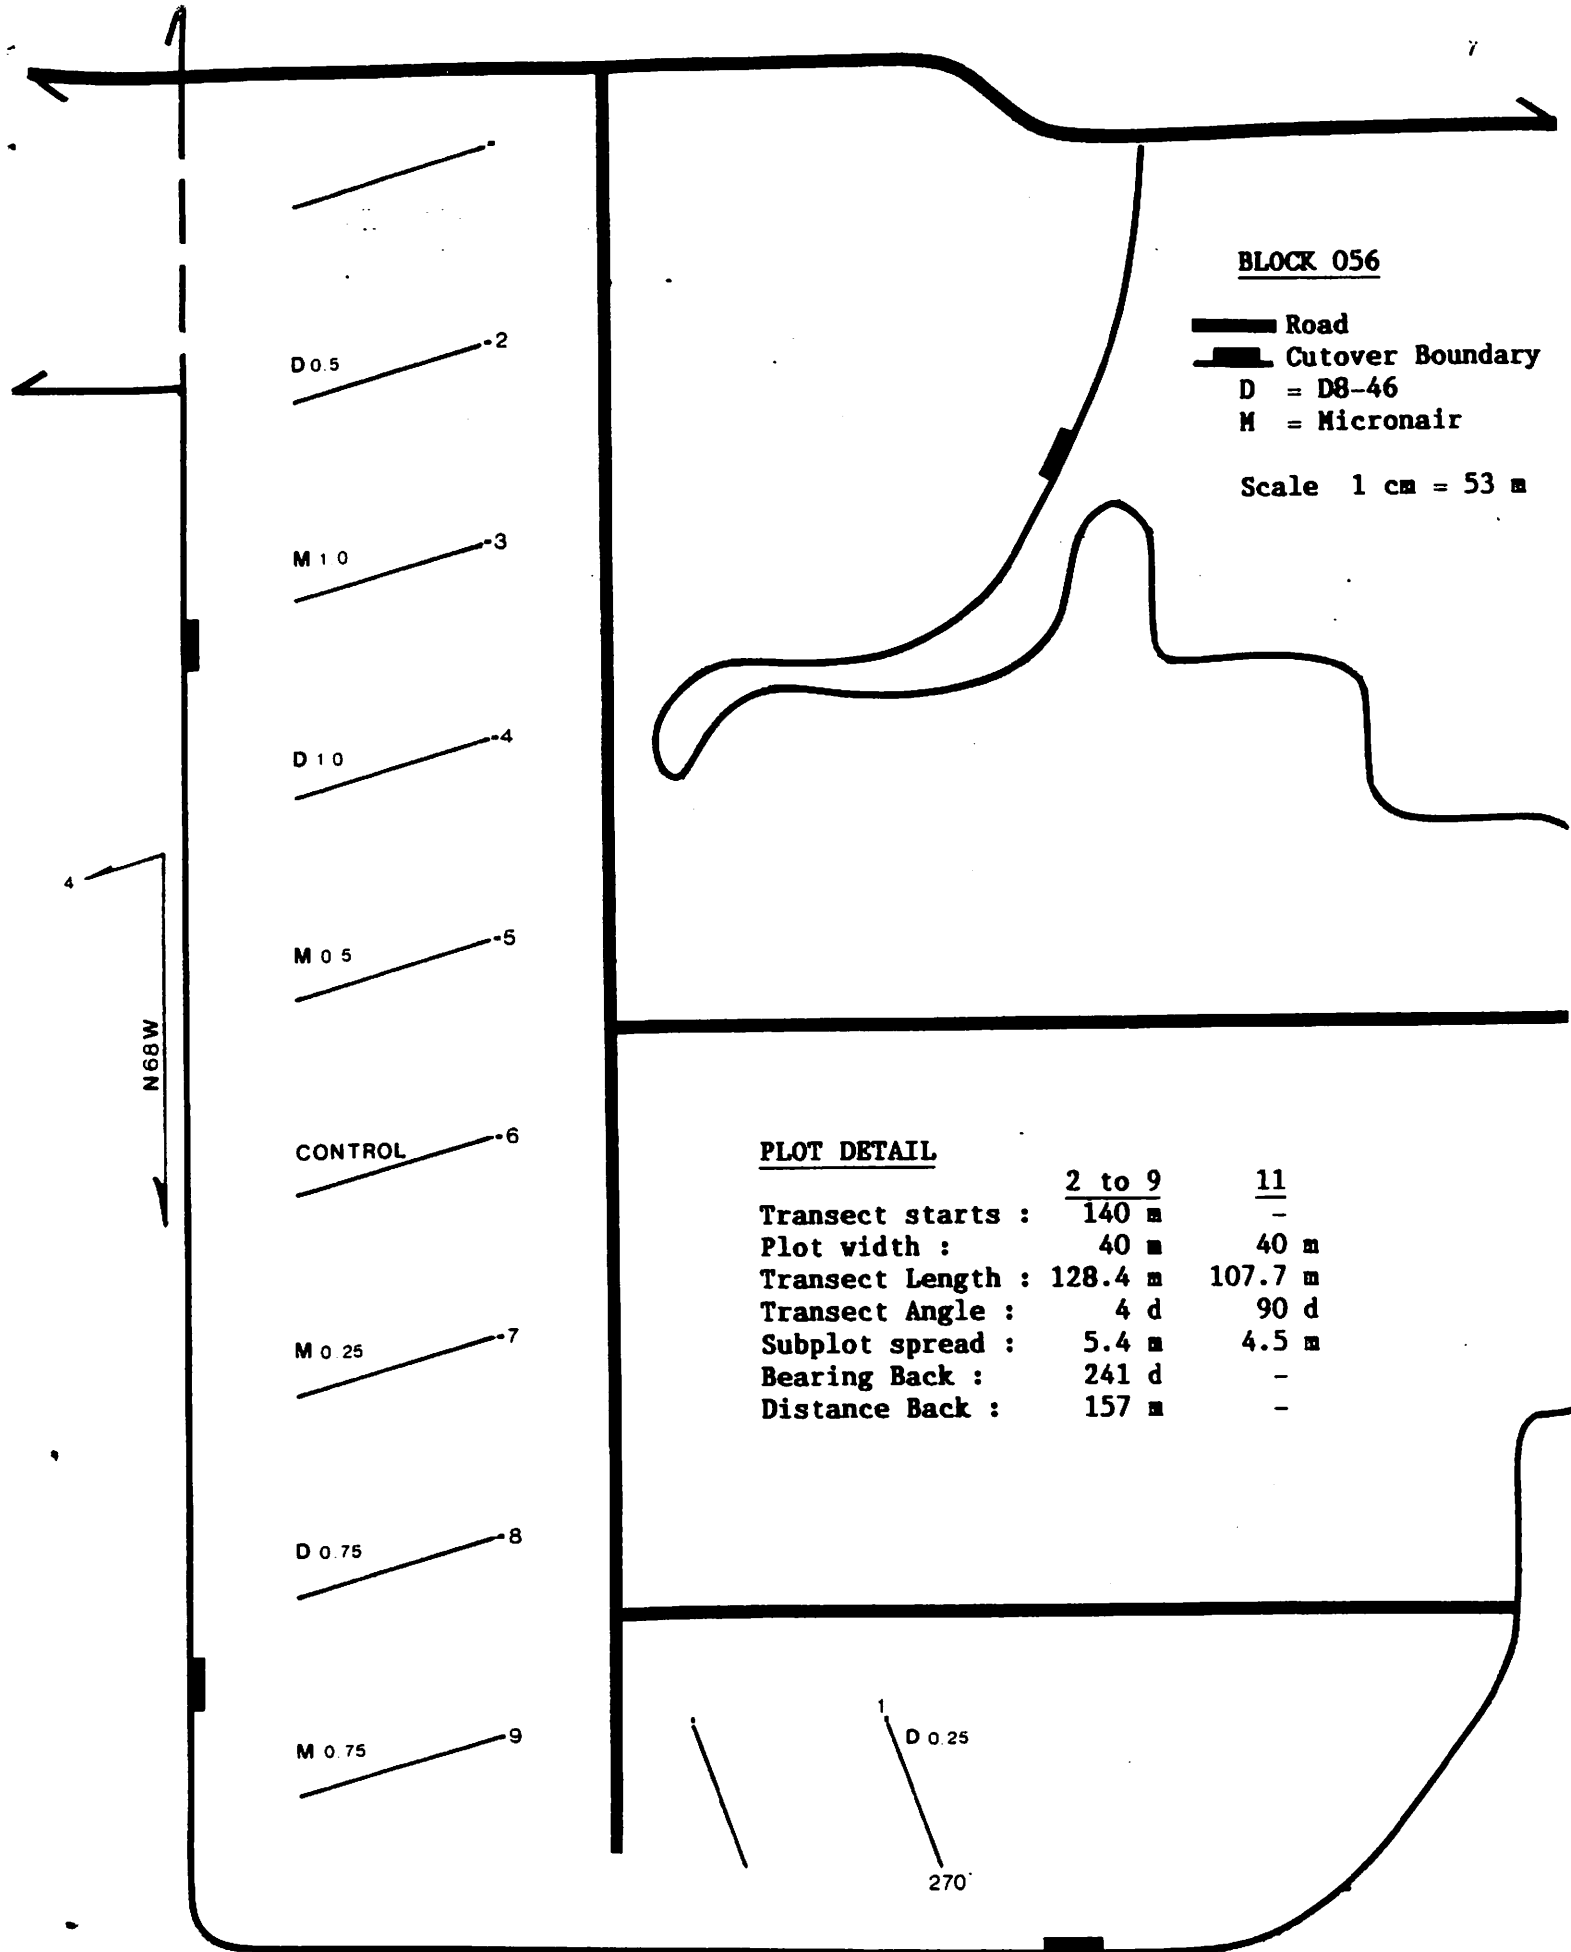 BLOCK 056
Road
Cutover Boundary
D = D8-46
M = Micronair
Scale 1 cm = 53 m
D 0.5
2
M 1 0
3
D 1 0
4
4
M 0 5
5
N68W
CONTROL
6
M 0.25
7
D 0.75
8
M 0.75
9
1
D 0.25
270
PLOT DETAIL
2 to 9 11
Transect starts : 140 m -
Plot width : 40 m 40 m
Transect Length : 128.4 m 107.7 m
Transect Angle : 4 d 90 d
Subplot spread : 5.4 m 4.5 m
Bearing Back : 241 d -
Distance Back : 157 m -